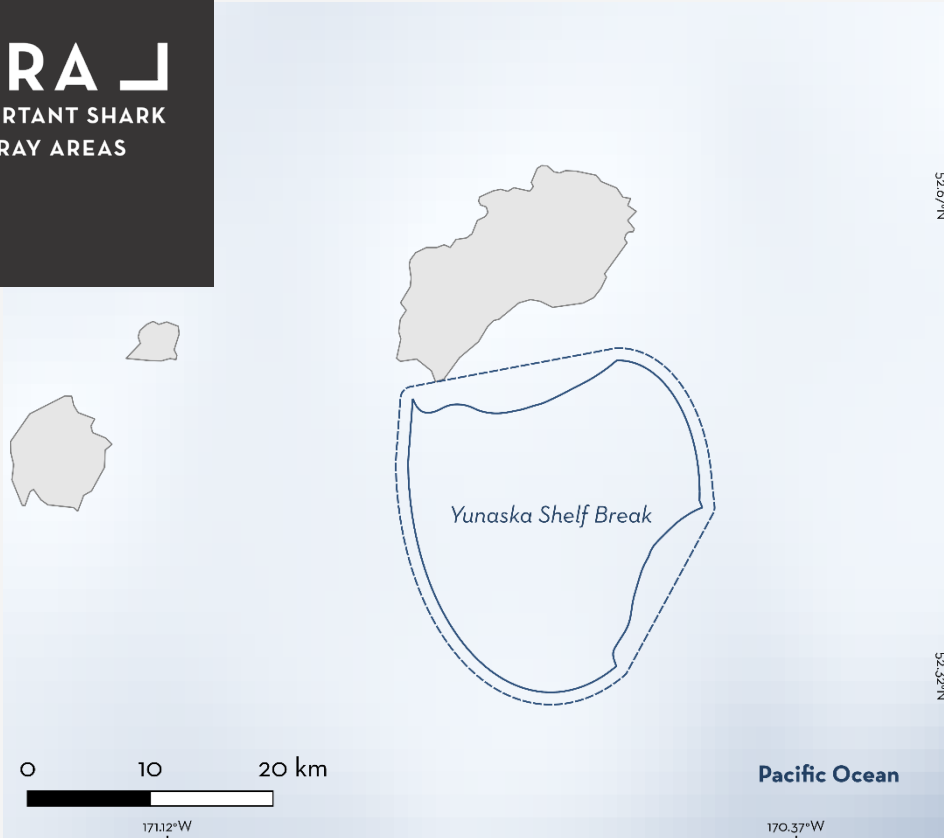 RA
RTANT SHARK
RAY AREAS
52.67°N
Yunaska Shelf Break
52.32°N
0 10 20 km
Pacific Ocean
171.12°W 170.37°W